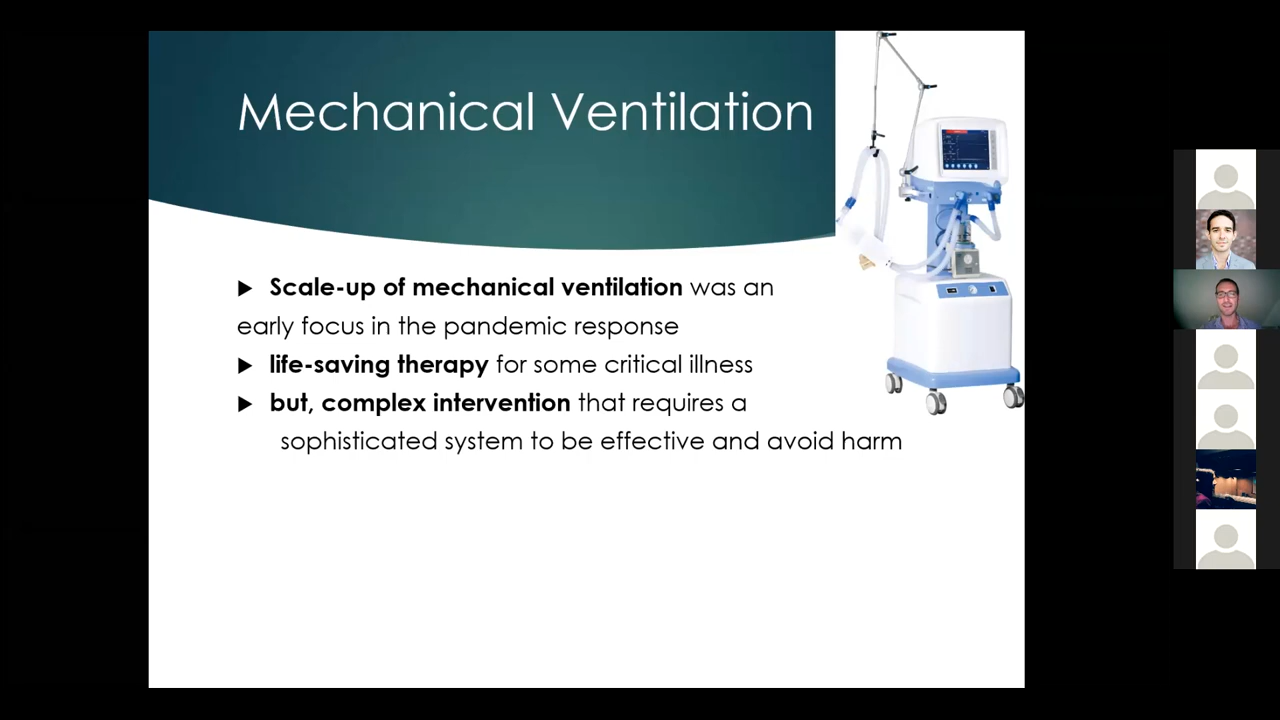 Mechanical Ventilation
Scale-up of mechanical ventilation was an
early focus in the pandemic response
life-saving therapy for some critical illness
but, complex intervention that requires a
sophisticated system to be effective and avoid harm